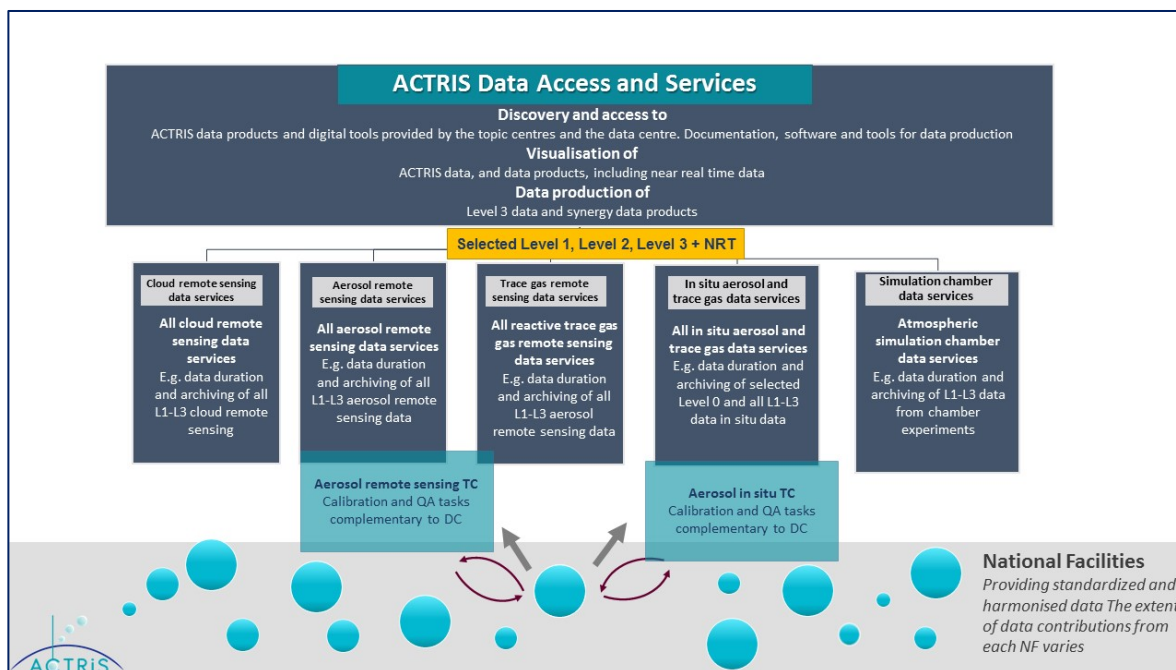 ACTRIS Data Access and Services
Discovery and access to
ACTRIS data products and digital tools provided by the topic centres and the data centre. Documentation, software and tools for data production
Visualisation of
ACTRIS data, and data products, including near real time data
Data production of
Level 3 data and synergy data products
Selected Level 1, Level 2, Level 3 + NRT
Cloud remote sensing
data services
All cloud remote
sensing data
services
E.g. data duration
and archiving of all
L1-L3 cloud remote
sensing
Aerosol remote
sensing data services
All aerosol remote
sensing data services
E.g. data duration
and archiving of all
L1-L3 aerosol remote
sensing data
Trace gas remote
sensing data services
All reactive trace gas
gas remote sensing
data services
E.g. data duration
and archiving of all
L1-L3 aerosol
remote sensing data
In situ aerosol and
trace gas data services
All in situ aerosol and
trace gas data services
E.g. data duration and
archiving of selected
Level 0 and all L1-L3
data in situ data
Simulation chamber
data services
Atmospheric
simulation chamber
data services
E.g. data duration and
archiving of L1-L3 data
from chamber
experiments
Aerosol remote sensing TC
Calibration and QA tasks
complementary to DC
Aerosol in situ TC
Calibration and QA tasks
complementary to DC
National Facilities
Providing standardized and
harmonised data The extent
of data contributions from
each NF varies
ACTRiS